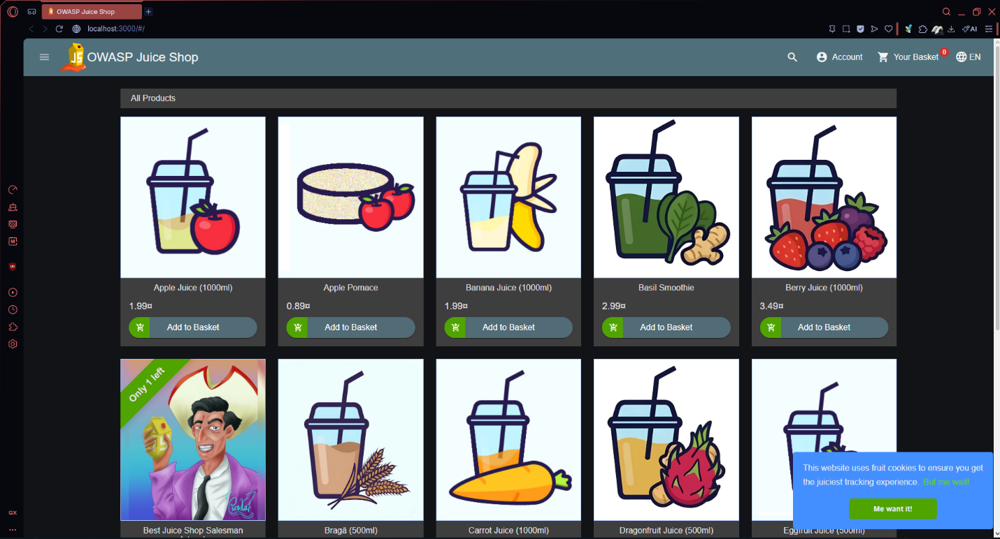 OWASP Juice Shop
localhost:3000/#/
AI
OWASP Juice Shop
Account
Your Basket
0
EN
All Products
Apple Juice (1000ml)
Apple Pomace
Banana Juice (1000ml)
Basil Smoothie
Berry Juice (1000ml)
1.99¤
0.89¤
1.99¤
2.99¤
3.49¤
Add to Basket
Add to Basket
Add to Basket
Add to Basket
Add to Basket
Only 1 left
Best Juice Shop Salesman
Bragă (500ml)
Carrot Juice (1000ml)
Dragonfruit Juice (500ml)
Eggfruit Juice (500ml)
This website uses fruit cookies to ensure you get
the juiciest tracking experience. But me wait!
Me want it!
GX